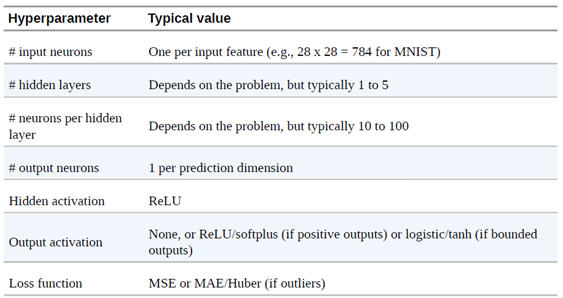 Hyperparameter Typical value
# input neurons One per input feature (e.g., 28 x 28 = 784 for MNIST)
# hidden layers Depends on the problem, but typically 1 to 5
# neurons per hidden
layer Depends on the problem, but typically 10 to 100
# output neurons 1 per prediction dimension
Hidden activation ReLU
Output activation None, or ReLU/softplus (if positive outputs) or logistic/tanh (if bounded
outputs)
Loss function MSE or MAE/Huber (if outliers)